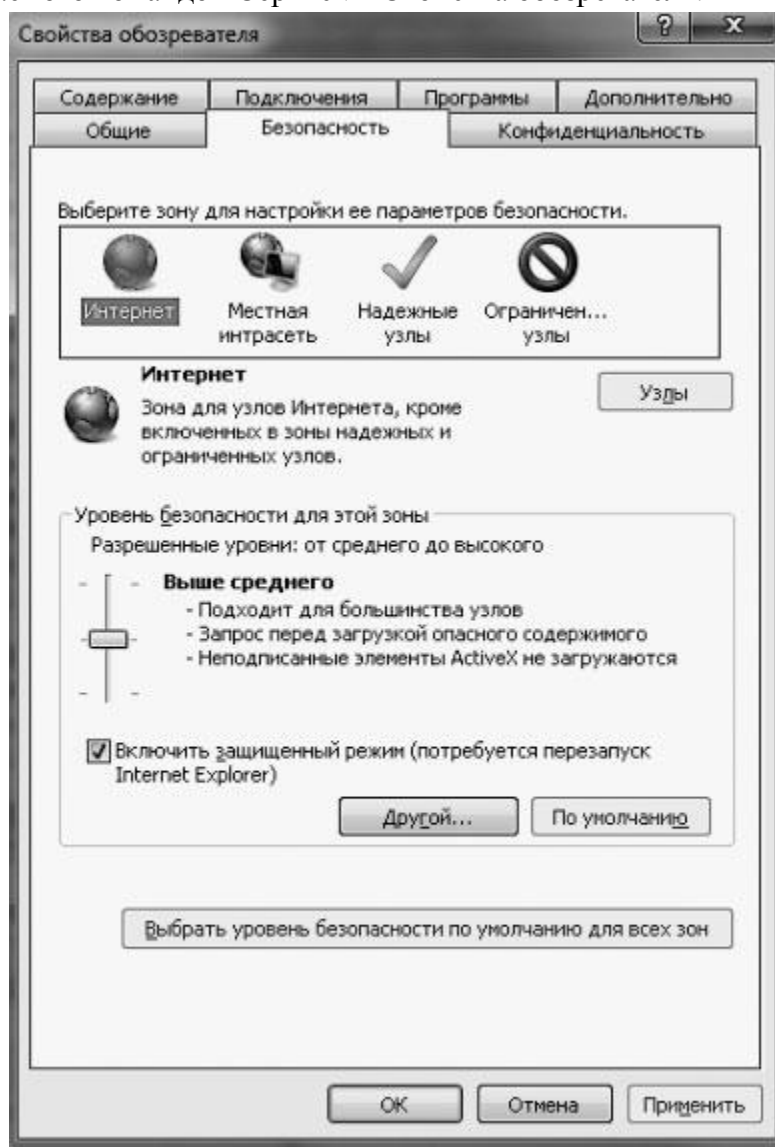 Свойства обозревателя
Содержание Подключения Программы Дополнительно
Общие Безопасность Конфиденциальность
Выберите зону для настройки ее параметров безопасности.
Интернет Местная интрасеть Надежные узлы Ограничен... узлы
Интернет
Узлы
Зона для узлов Интернета, кроме
включенных в зоны надежных и
ограниченных узлов.
Уровень безопасности для этой зоны
Разрешенные уровни: от среднего до высокого
Выше среднего
- Подходит для большинства узлов
- Запрос перед загрузкой опасного содержимого
- Неподписанные элементы ActiveX не загружаются
Включить защищенный режим (потребуется перезапуск
Internet Explorer)
Другой... По умолчанию
Выбрать уровень безопасности по умолчанию для всех зон
ОК Отмена Применить